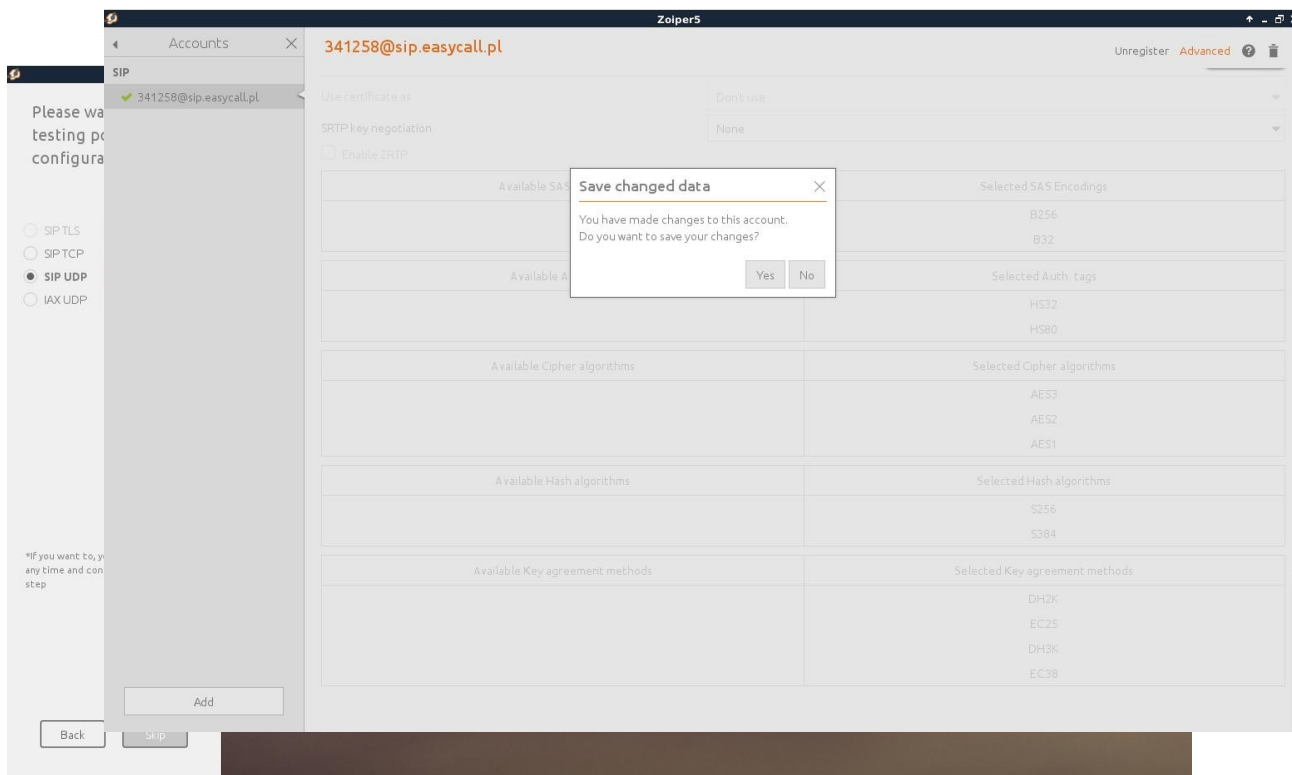 Zoiper5
Accounts
SIP
341258@sip.easycall.pl
Add
341258@sip.easycall.pl
Unregister Advanced
Use certificate as Don't use
SRTP key negotiation None
Enable ZRTP
Available SAS Selected SAS Encodings
B256
B32
Available A Selected Auth. tags
HS32
HS80
Available Cipher algorithms Selected Cipher algorithms
AES3
AES2
AES1
Available Hash algorithms Selected Hash algorithms
S256
S384
Available Key agreement methods Selected Key agreement methods
DH2K
EC25
DH3K
EC38
Save changed data
You have made changes to this account.
Do you want to save your changes?
Yes No
Please wa
testing po
configura
SIP TLS
SIP TCP
SIP UDP
IAX UDP
*If you want to, y
any time and con
step
Back Skip